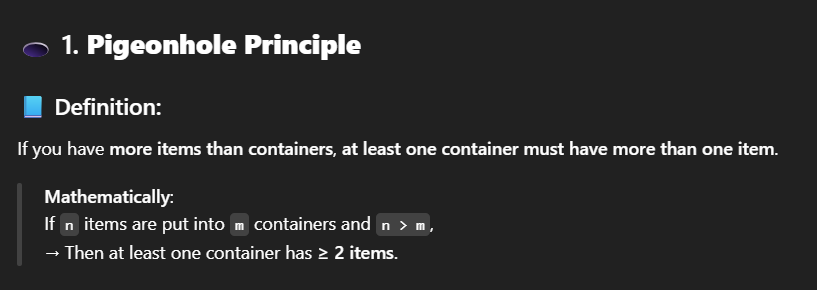 🕳️ 1. Pigeonhole Principle
📘 Definition:
If you have more items than containers, at least one container must have more than one item.
Mathematically:
If n items are put into m containers and n > m,
→ Then at least one container has ≥ 2 items.